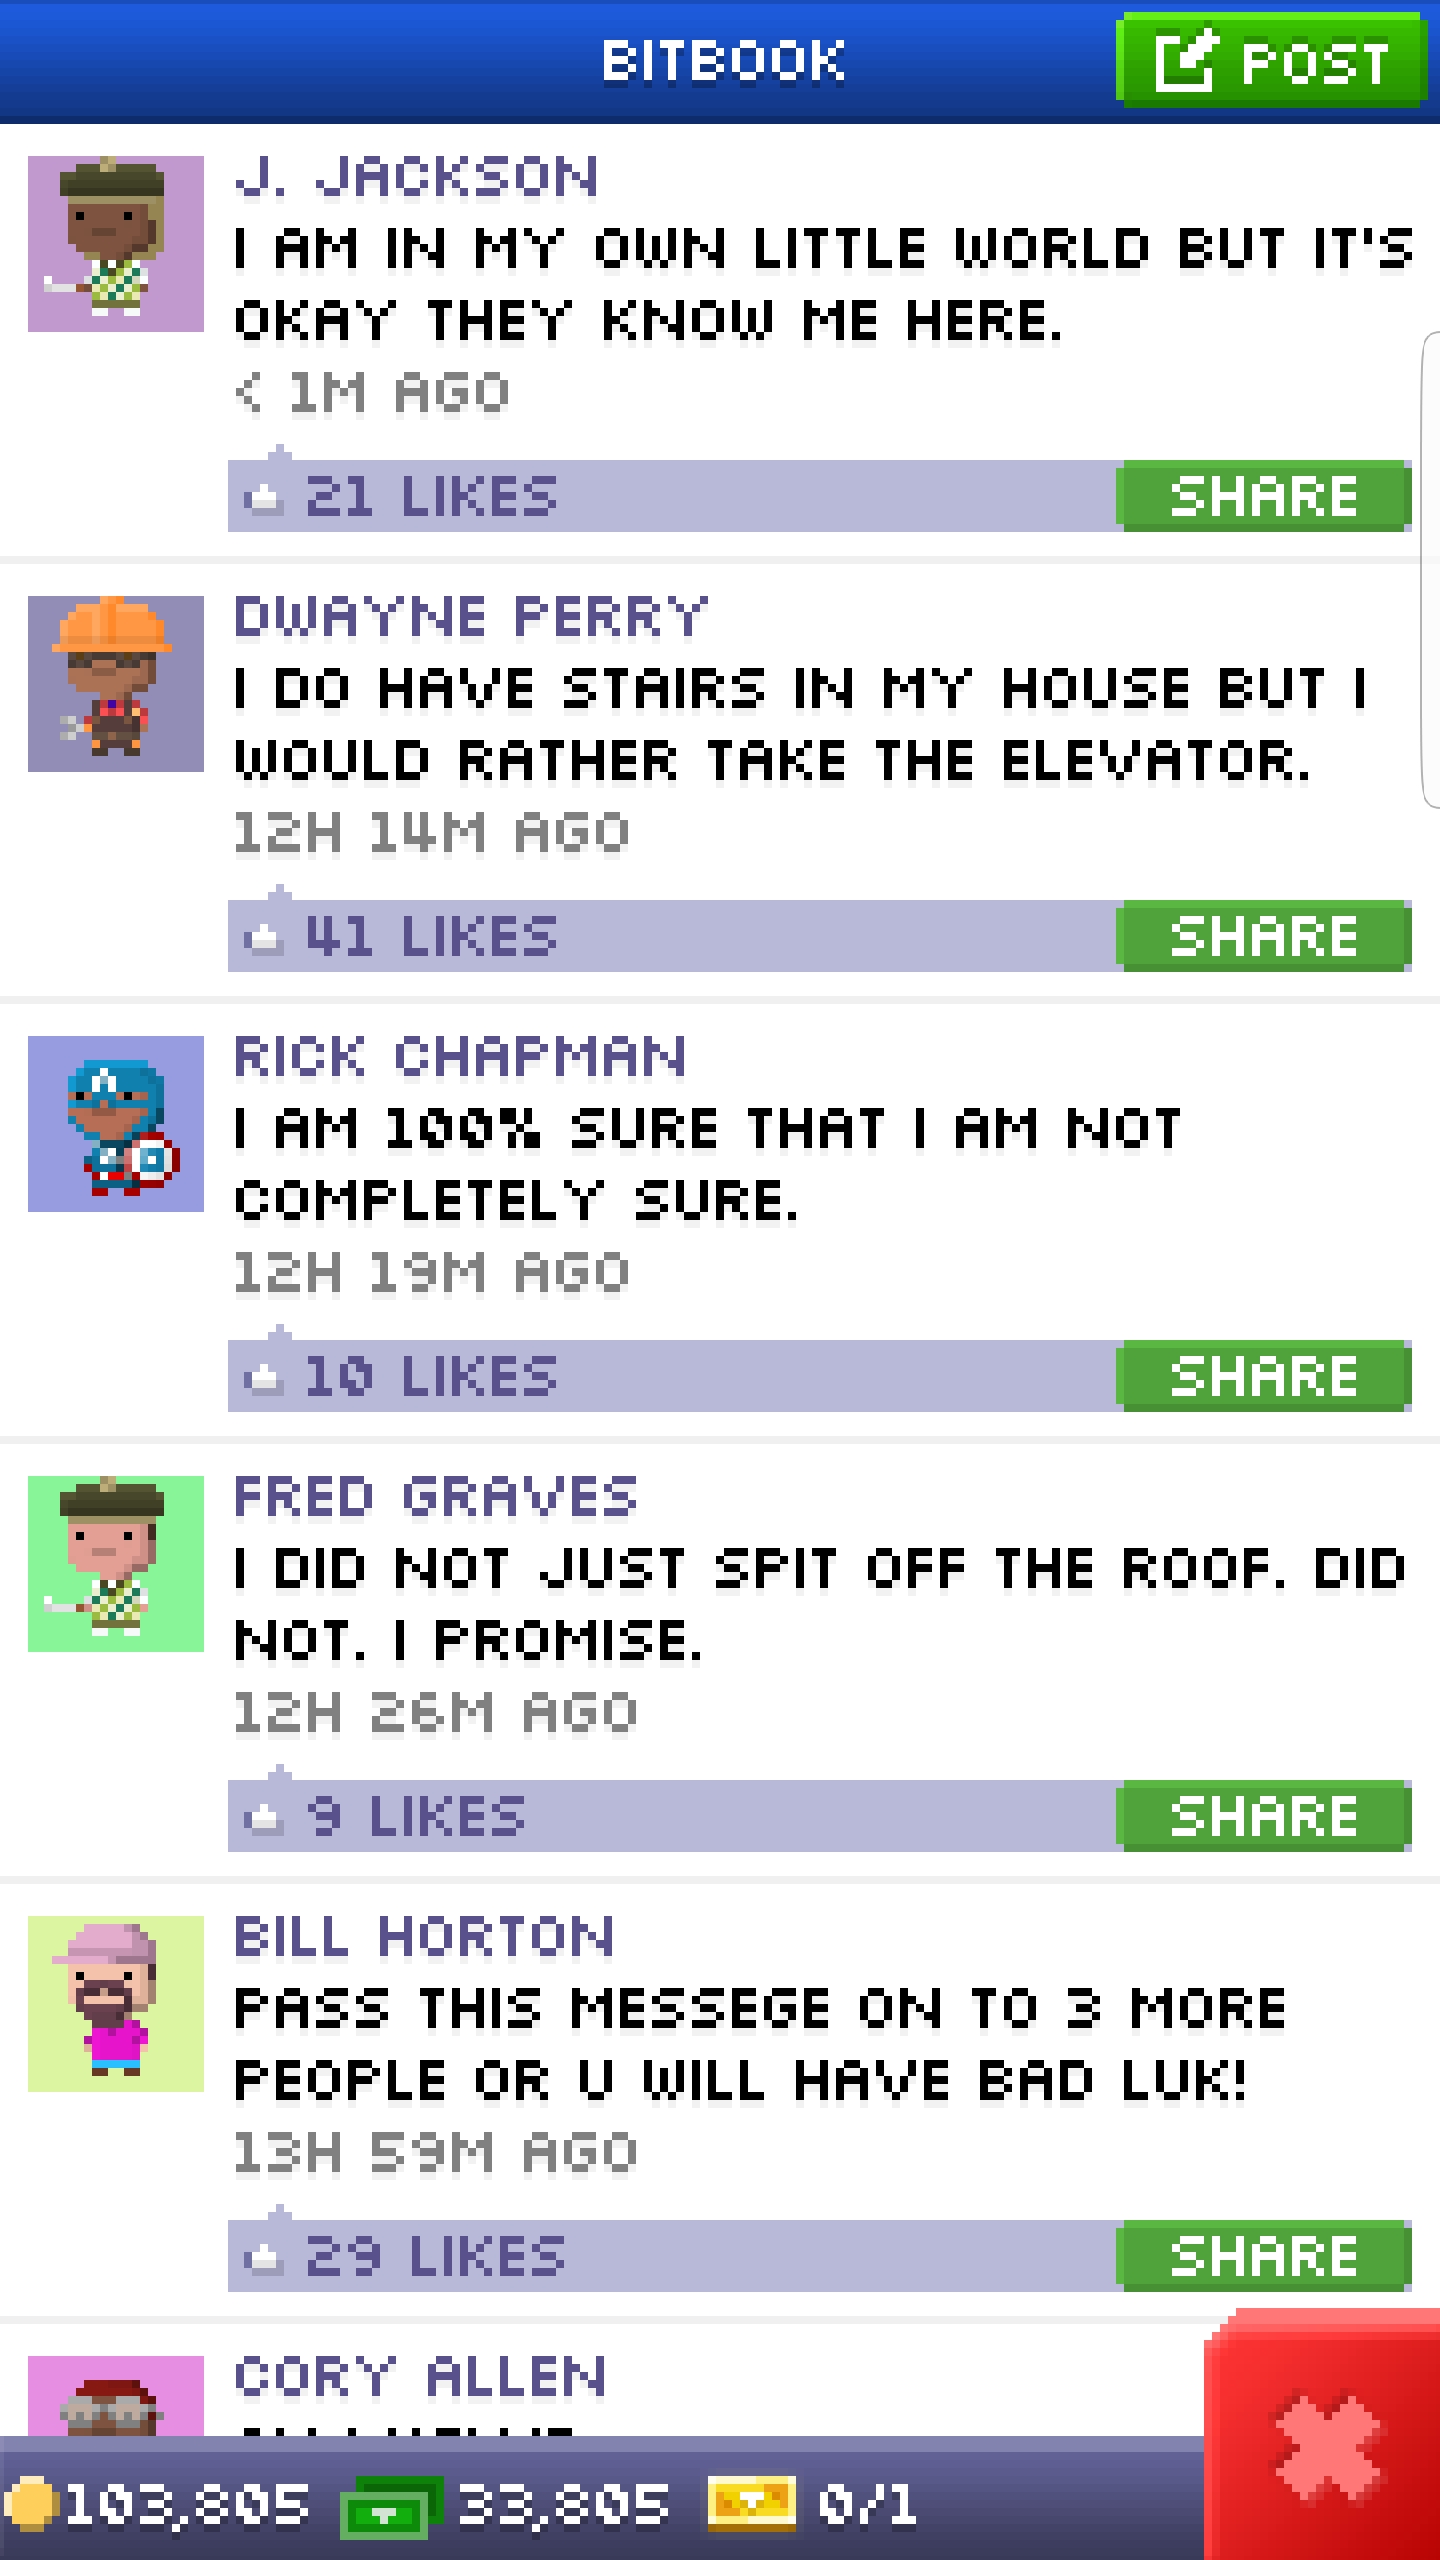 BITBOOK
POST
J. JACKSON
I AM IN MY OWN LITTLE WORLD BUT IT'S
OKAY THEY KNOW ME HERE.
< 1M AGO
21 LIKES
SHARE
DWAYNE PERRY
I DO HAVE STAIRS IN MY HOUSE BUT I
WOULD RATHER TAKE THE ELEVATOR.
12H 14M AGO
41 LIKES
SHARE
RICK CHAPMAN
I AM 100% SURE THAT I AM NOT
COMPLETELY SURE.
12H 19M AGO
10 LIKES
SHARE
FRED GRAVES
I DID NOT JUST SPIT OFF THE ROOF. DID
NOT. I PROMISE.
12H 26M AGO
9 LIKES
SHARE
BILL HORTON
PASS THIS MESSEGE ON TO 3 MORE
PEOPLE OR U WILL HAVE BAD LUK!
13H 59M AGO
29 LIKES
SHARE
CORY ALLEN
103,805
33,805
0/1